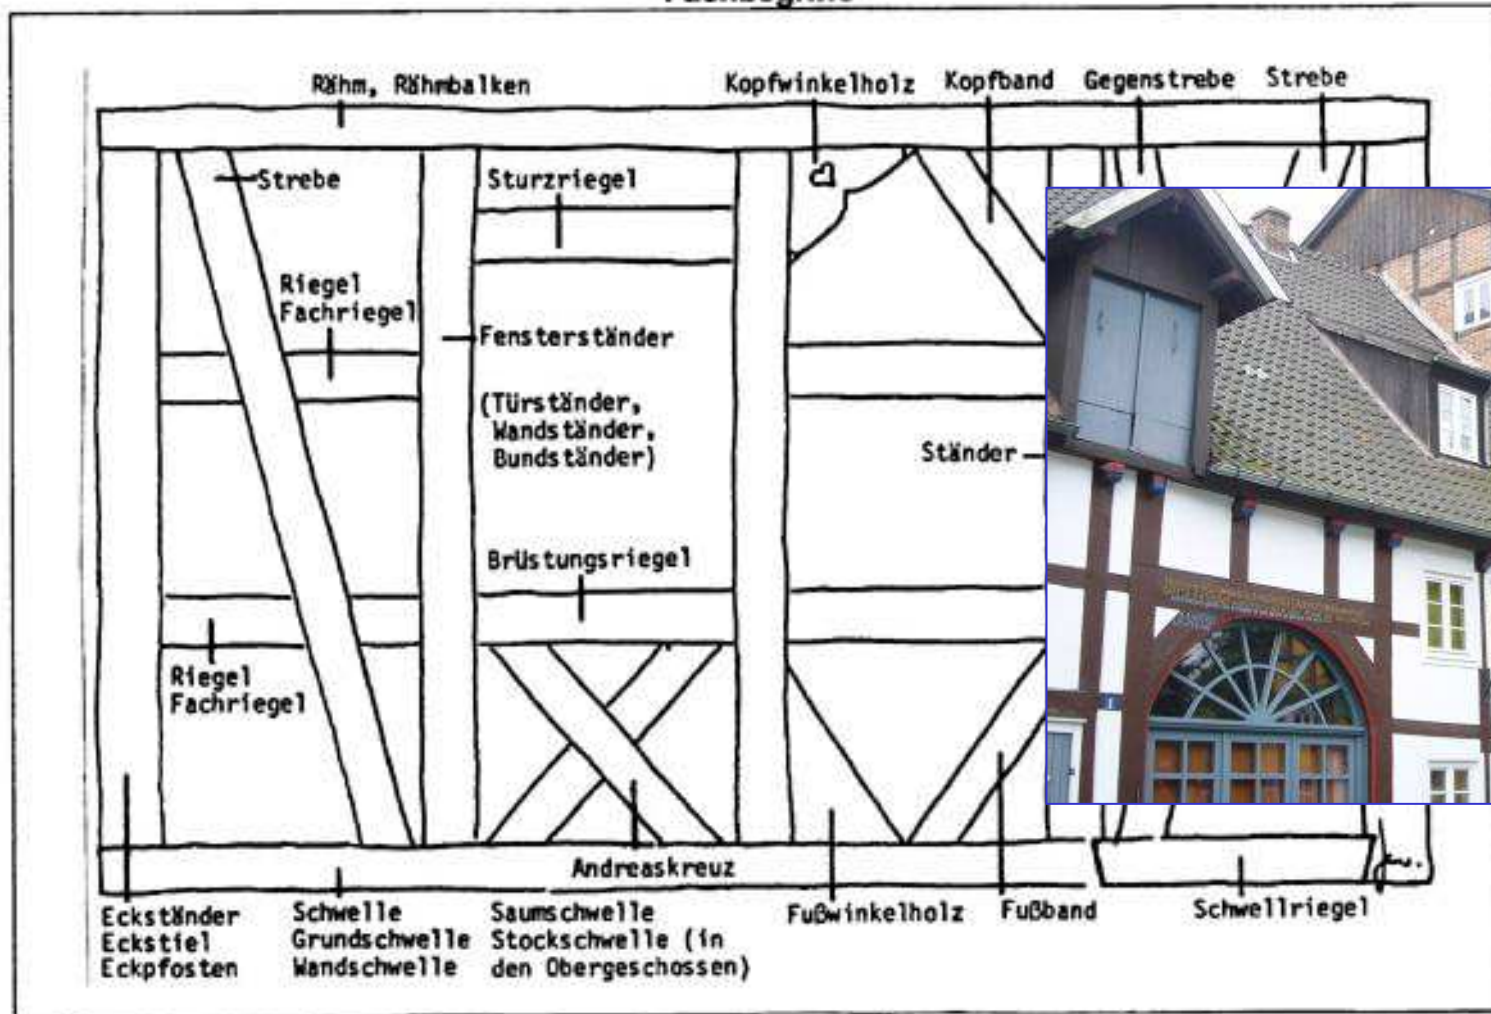 Rähm, Rähmbalken
Kopfwinkelholz
Kopfband
Gegenstrebe
Strebe
Strebe
Sturzriegel
Riegel
Fachriegel
Fensterständer
(Türständer,
Wandständer,
Bundständer)
Ständer
Brüstungsriegel
Riegel
Fachriegel
Andreaskreuz
Eckständer
Eckstiel
Eckpfosten
Schwelle
Grundschwelle
Wandschwelle
Saumschwelle
Stockschwelle (in
den Obergeschossen)
Fußwinkelholz
Fußband
Schwellriegel
1